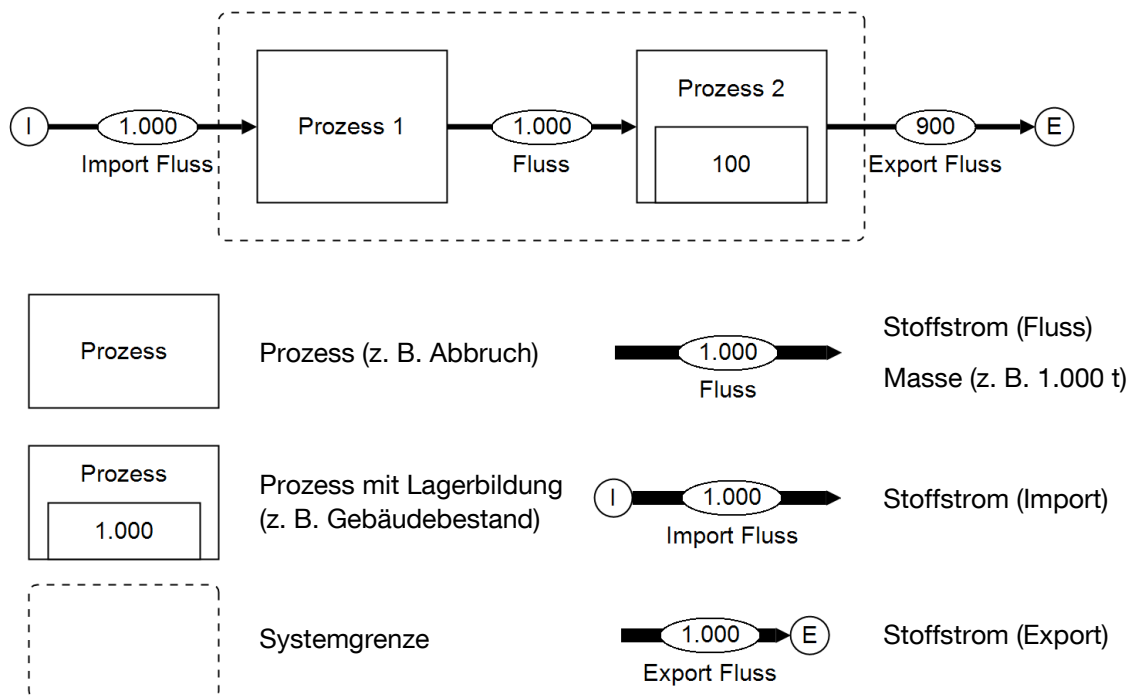 I
1.000
Import Fluss
Prozess 1
1.000
Fluss
Prozess 2
100
900
Export Fluss
E
Prozess
Prozess (z. B. Abbruch)
1.000
Fluss
Stoffstrom (Fluss)
Masse (z. B. 1.000 t)
Prozess
1.000
Prozess mit Lagerbildung
(z. B. Gebäudebestand)
I
1.000
Import Fluss
Stoffstrom (Import)
Systemgrenze
1.000
E
Export Fluss
Stoffstrom (Export)